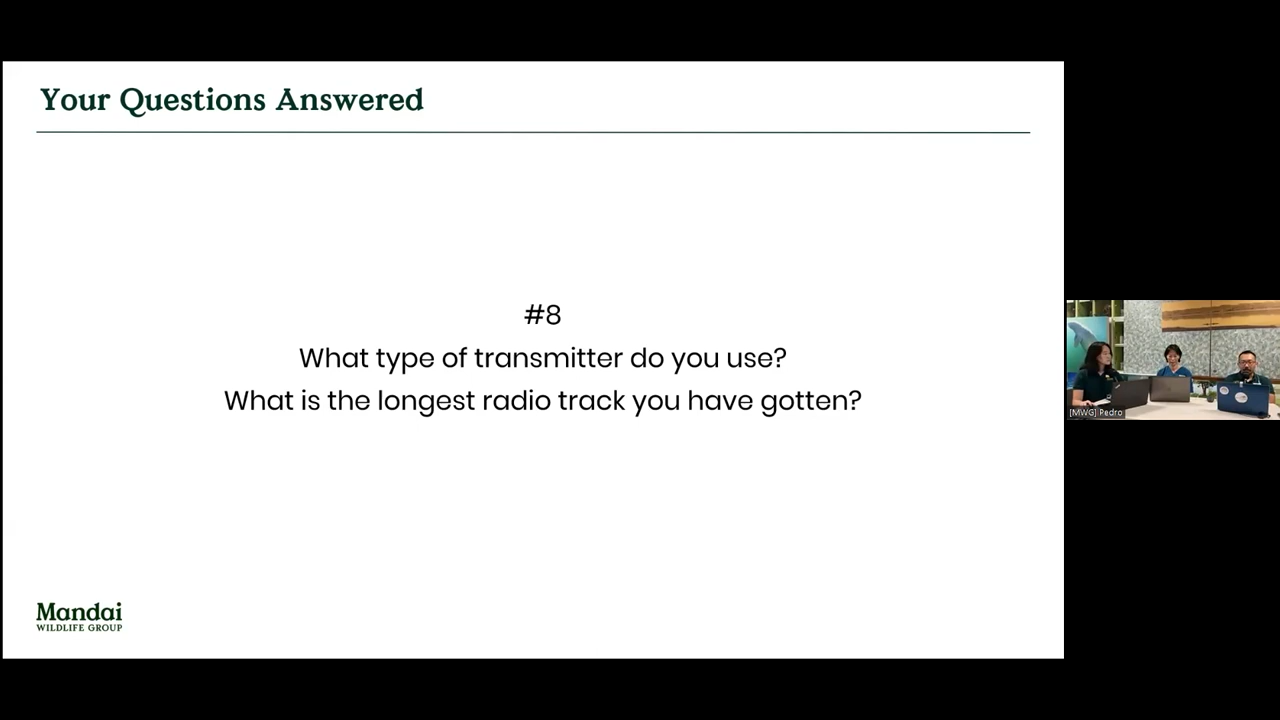 Your Questions Answered
#8
What type of transmitter do you use?
What is the longest radio track you have gotten?
Mandai
WILDLIFE GROUP
[MWG] Pedro